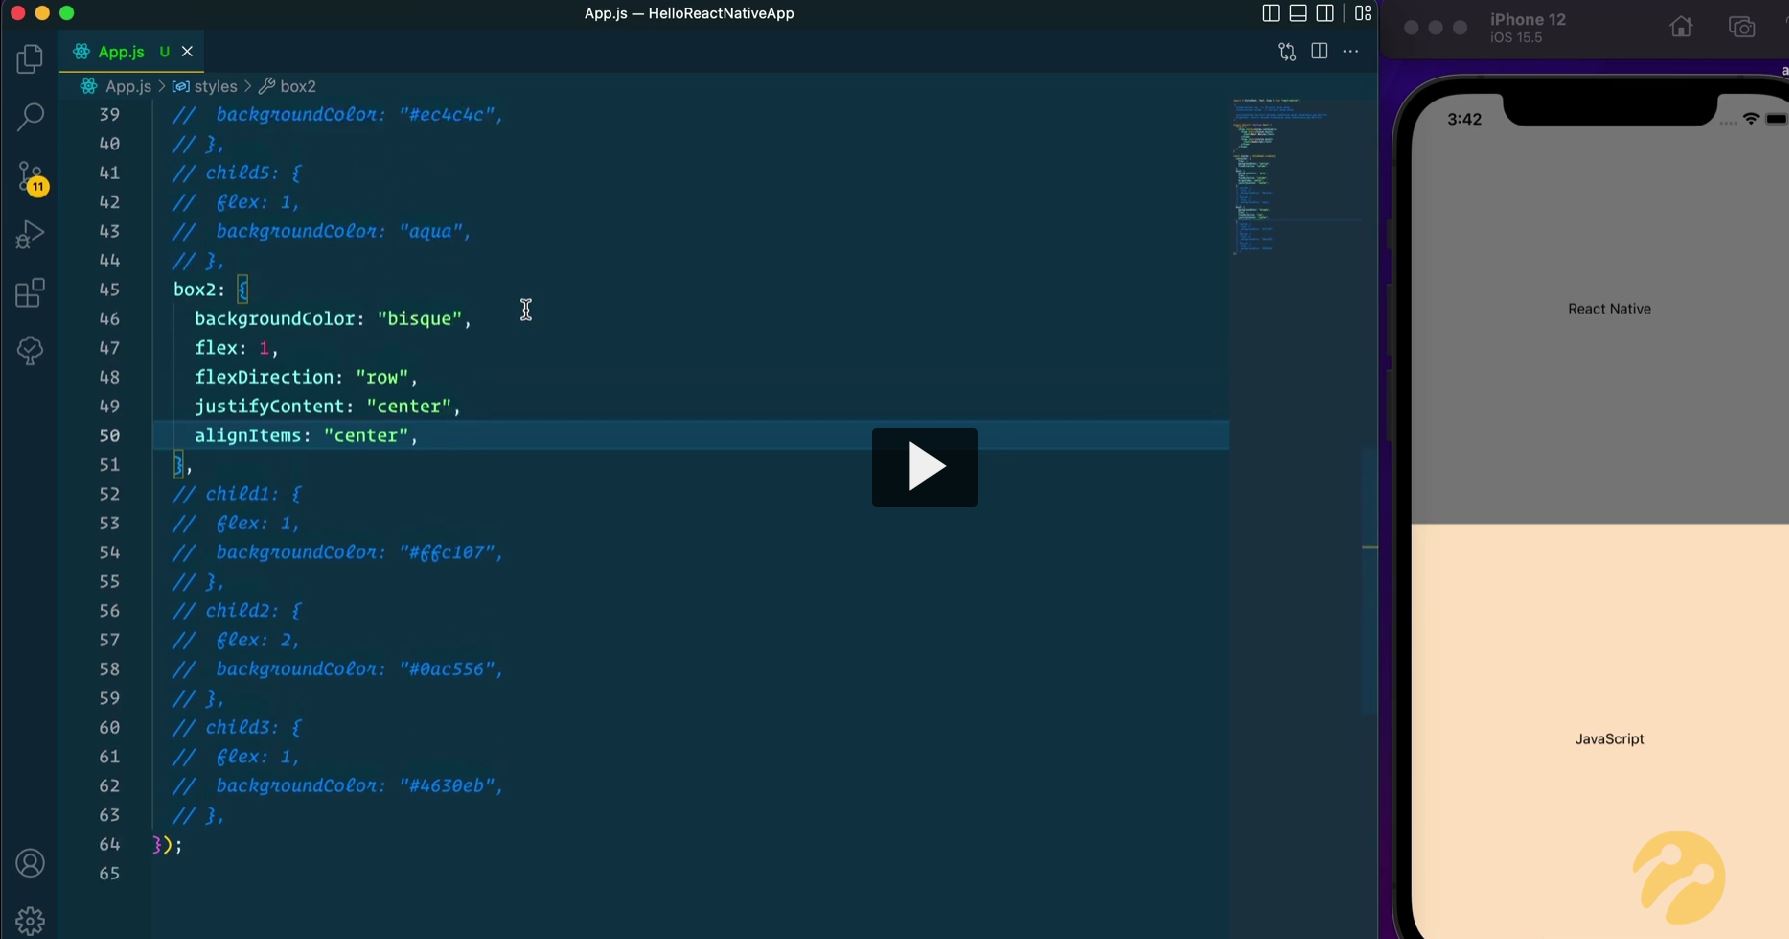 App.js — HelloReactNativeApp
iPhone 12
iOS 15.5
App.js U
App.js > styles > box2
11
39 // backgroundColor: "#ec4c4c",
40 // },
41 // child5: {
42 // flex: 1,
43 // backgroundColor: "aqua",
44 // },
45 box2: {
46 backgroundColor: "bisque",
47 flex: 1,
48 flexDirection: "row",
49 justifyContent: "center",
50 alignItems: "center",
51 },
52 // child1: {
53 // flex: 1,
54 // backgroundColor: "#ffc107",
55 // },
56 // child2: {
57 // flex: 2,
58 // backgroundColor: "#0ac556",
59 // },
60 // child3: {
61 // flex: 1,
62 // backgroundColor: "#4630eb",
63 // },
64 });
65
3:42
React Native
JavaScript